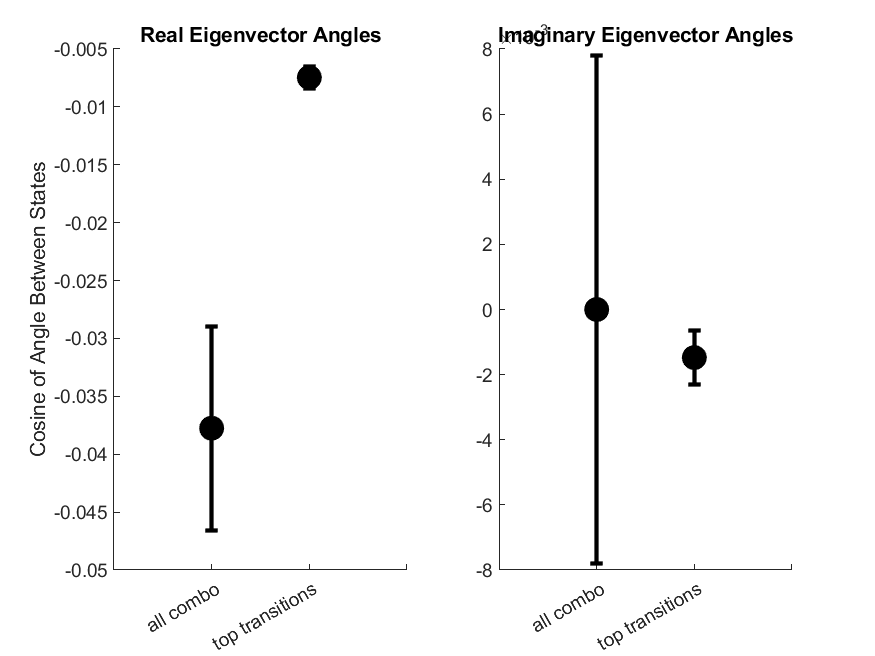 Real Eigenvector Angles
Cosine of Angle Between States
-0.005
-0.01
-0.015
-0.02
-0.025
-0.03
-0.035
-0.04
-0.045
-0.05
all combo
top transitions
Imaginary Eigenvector Angles
8
6
4
2
0
-2
-4
-6
-8
all combo
top transitions